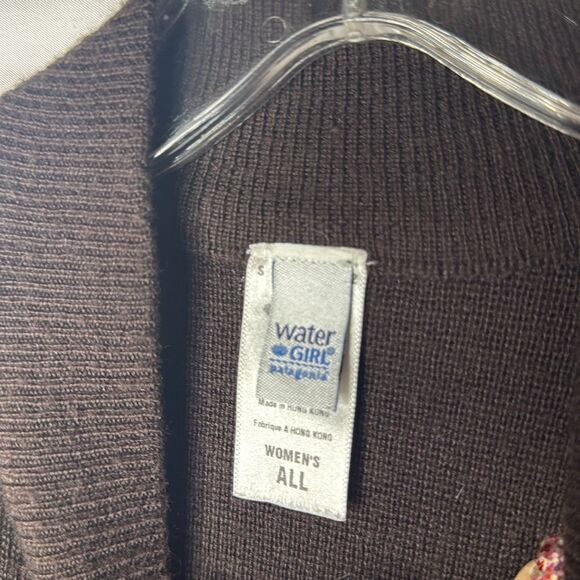 S
water
GIRL®
patagonia
Made in HONG KONG
Fabriqué à HONG KONG
WOMEN'S
ALL